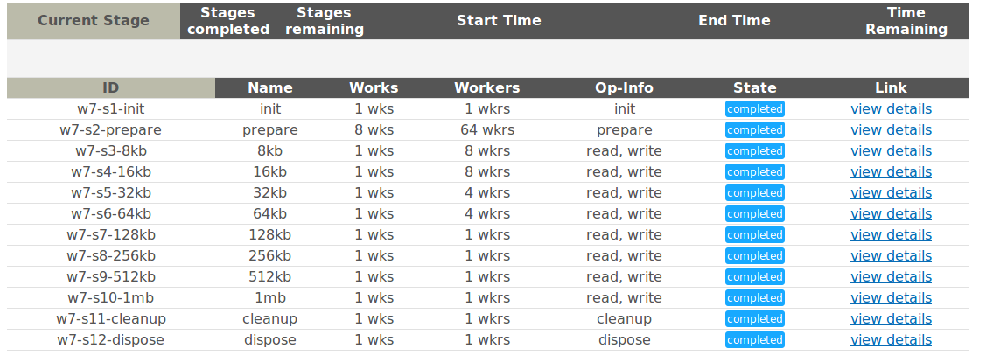 Current Stage Stages completed Stages remaining Start Time End Time Time Remaining
ID Name Works Workers Op-Info State Link
w7-s1-init init 1 wks 1 wkrs init completed view details
w7-s2-prepare prepare 8 wks 64 wkrs prepare completed view details
w7-s3-8kb 8kb 1 wks 8 wkrs read, write completed view details
w7-s4-16kb 16kb 1 wks 8 wkrs read, write completed view details
w7-s5-32kb 32kb 1 wks 4 wkrs read, write completed view details
w7-s6-64kb 64kb 1 wks 4 wkrs read, write completed view details
w7-s7-128kb 128kb 1 wks 1 wkrs read, write completed view details
w7-s8-256kb 256kb 1 wks 1 wkrs read, write completed view details
w7-s9-512kb 512kb 1 wks 1 wkrs read, write completed view details
w7-s10-1mb 1mb 1 wks 1 wkrs read, write completed view details
w7-s11-cleanup cleanup 1 wks 1 wkrs cleanup completed view details
w7-s12-dispose dispose 1 wks 1 wkrs dispose completed view details